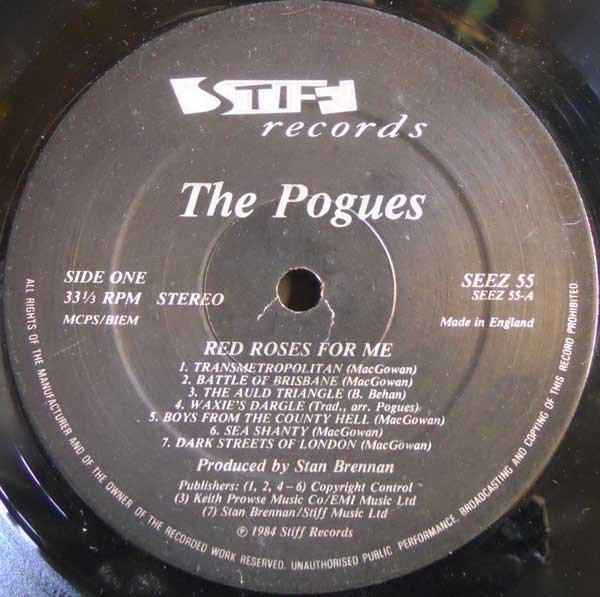 STIFF
records
The Pogues
SIDE ONE
33⅓ RPM STEREO
MCPS/BIEM
SEEZ 55
SEEZ 55-A
Made in England
RED ROSES FOR ME
1. TRANSMETROPOLITAN (MacGowan)
2. BATTLE OF BRISBANE (MacGowan)
3. THE AULD TRIANGLE (B. Behan)
4. WAXIE'S DARGLE (Trad., arr. Pogues)
5. BOYS FROM THE COUNTY HELL (MacGowan)
6. SEA SHANTY (MacGowan)
7. DARK STREETS OF LONDON (MacGowan)
Produced by Stan Brennan
Publishers: (1, 2, 4-6) Copyright Control
(3) Keith Prowse Music Co/EMI Music Ltd
(7) Stan Brennan/Stiff Music Ltd
℗ 1984 Stiff Records
ALL RIGHTS OF THE MANUFACTURER AND OF THE OWNER OF THE RECORDED WORK RESERVED. UNAUTHORISED PUBLIC PERFORMANCE, BROADCASTING AND COPYING OF THIS RECORD PROHIBITED